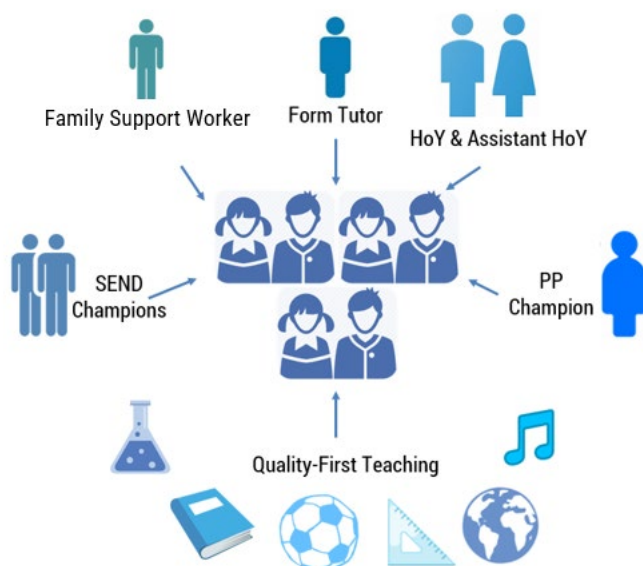 Family Support Worker
Form Tutor
HoY & Assistant HoY
SEND
Champions
PP
Champion
Quality-First Teaching